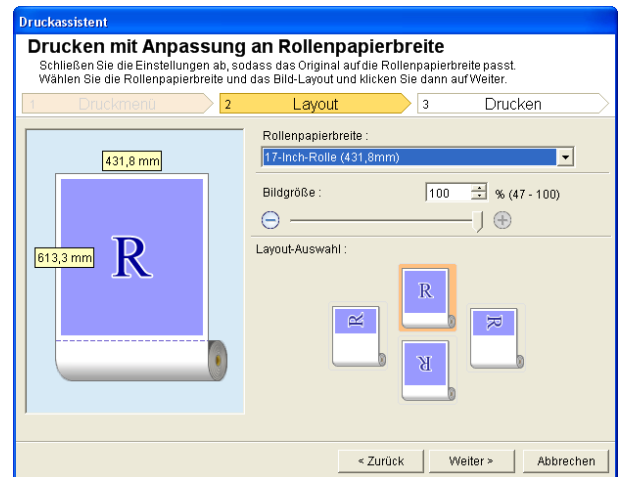 Druckassistent
Drucken mit Anpassung an Rollenpapierbreite
Schließen Sie die Einstellungen ab, sodass das Original auf die Rollenpapierbreite passt.
Wählen Sie die Rollenpapierbreite und das Bild-Layout und klicken Sie dann auf Weiter.
1 Druckmenü 2 Layout 3 Drucken
431,8 mm
613,3 mm
R
Rollenpapierbreite :
17-Inch-Rolle (431,8mm)
Bildgröße : 100 % (47 - 100)
Layout-Auswahl :
R
R
R
R
< Zurück Weiter > Abbrechen